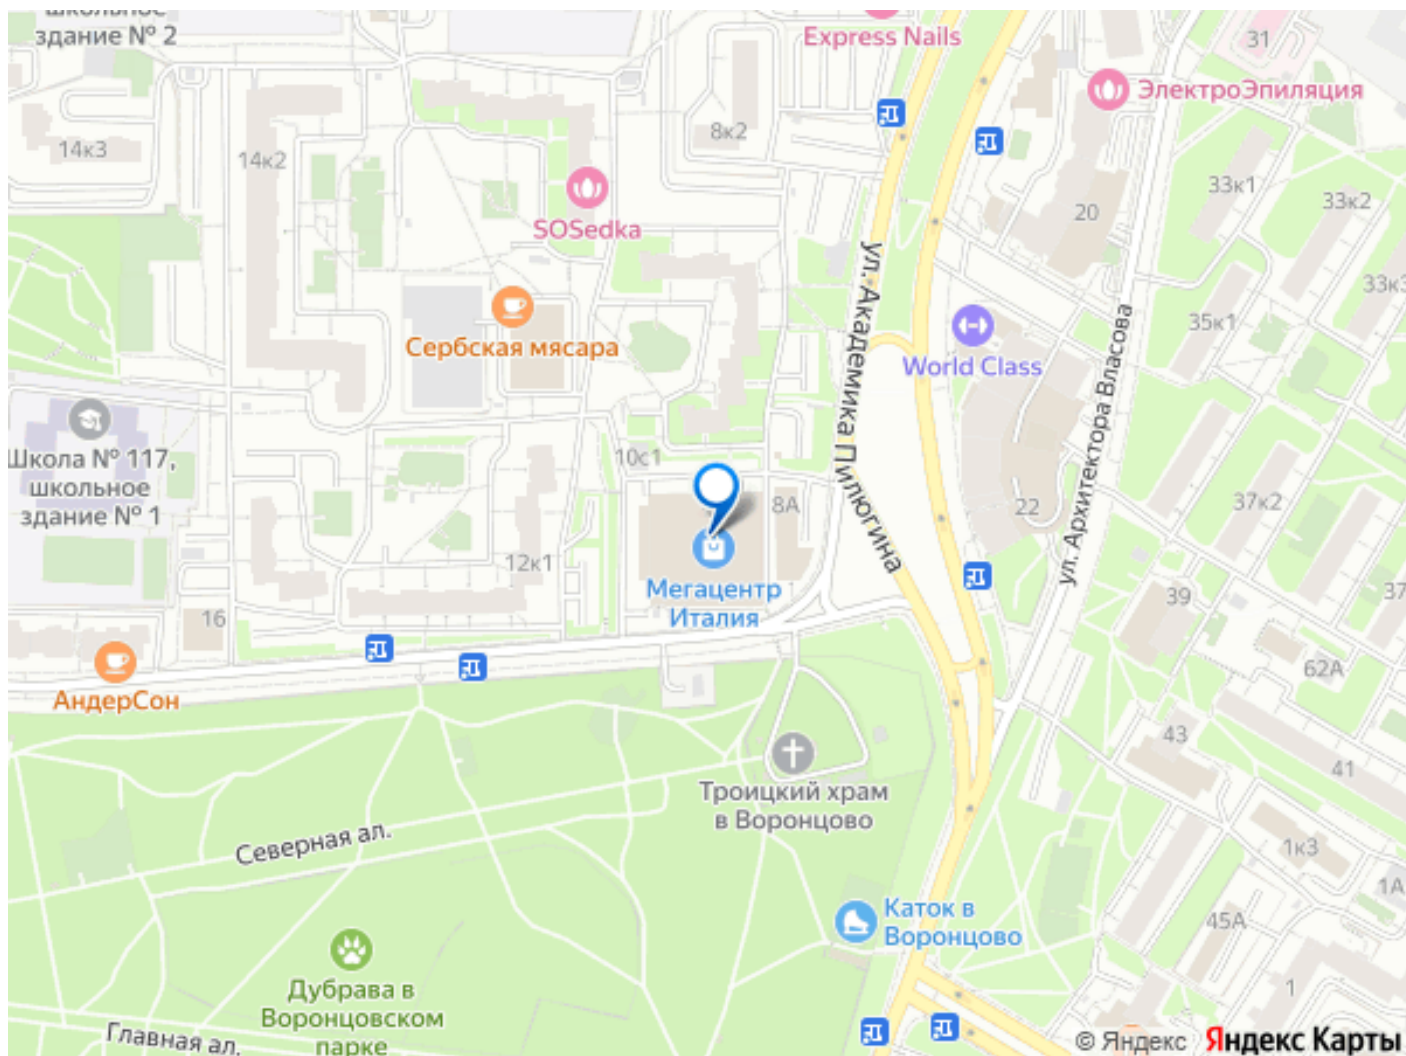 школьное
здание № 2
Express Nails
31
ЭлектроЭпиляция
8к2
14к3
14к2
33к1
33к2
20
SOSedka
ул. Академика Пилюгина
33к3
Сербская мясара
35к1
World Class
ул. Архитектора Власова
Школа № 117,
школьное
здание № 1
10с1
8А
22
37к2
Мегацентр
Италия
12к1
39
37
16
62А
АндерСон
43
41
Троицкий храм
в Воронцово
Северная ал.
1к3
1А
Каток в
Воронцово
45А
Дубрава в
Воронцовском
парке
1
Главная ал.
© Яндекс Яндекс Карты